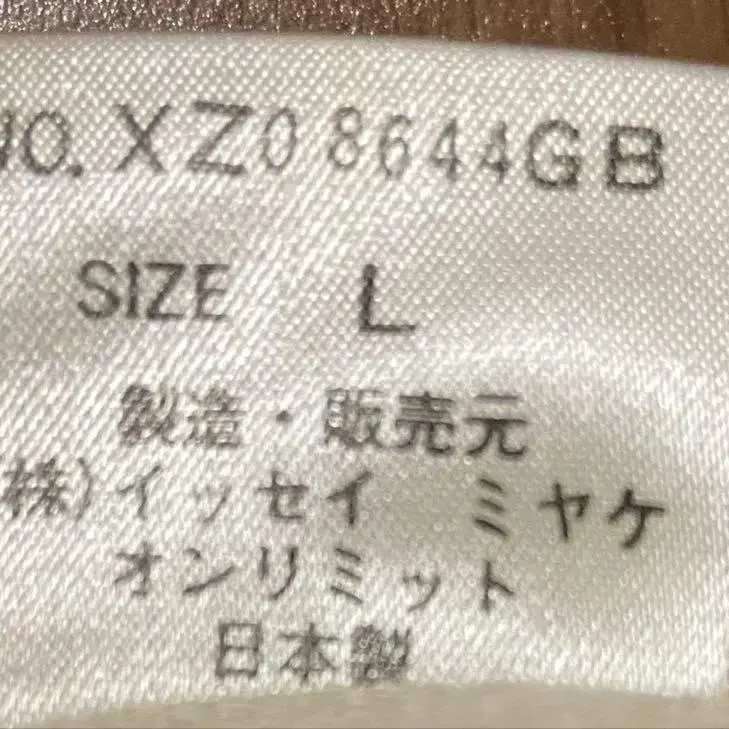 NO. XZ08644GB
SIZE L
製造・販売元
(株)イッセイ ミヤケ
オンリミット
日本製